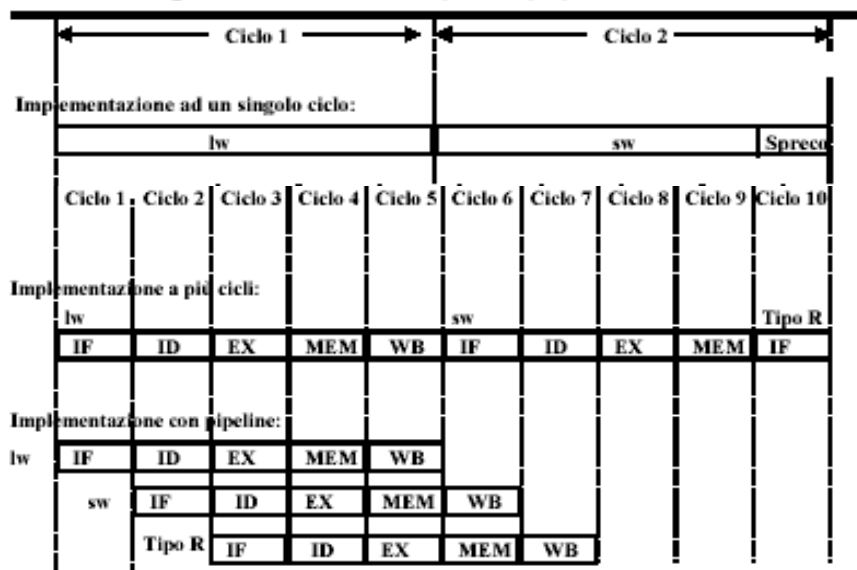 Ciclo 1 Ciclo 2
Implementazione ad un singolo ciclo:
lw sw Spreco
Ciclo 1 Ciclo 2 Ciclo 3 Ciclo 4 Ciclo 5 Ciclo 6 Ciclo 7 Ciclo 8 Ciclo 9 Ciclo 10
Implementazione a più cicli:
lw sw Tipo R
IF ID EX MEM WB IF ID EX MEM IF
Implementazione con pipeline:
lw IF ID EX MEM WB
sw IF ID EX MEM WB
Tipo R IF ID EX MEM WB